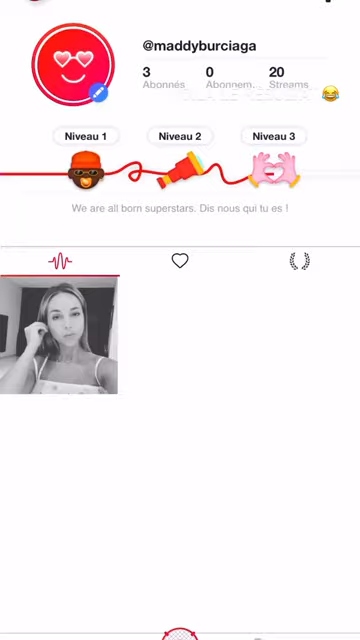 @maddyburciaga
3 0 20
Abonnés Abonnem... Streams
Niveau 1 Niveau 2 Niveau 3
We are all born superstars. Dis nous qui tu es !